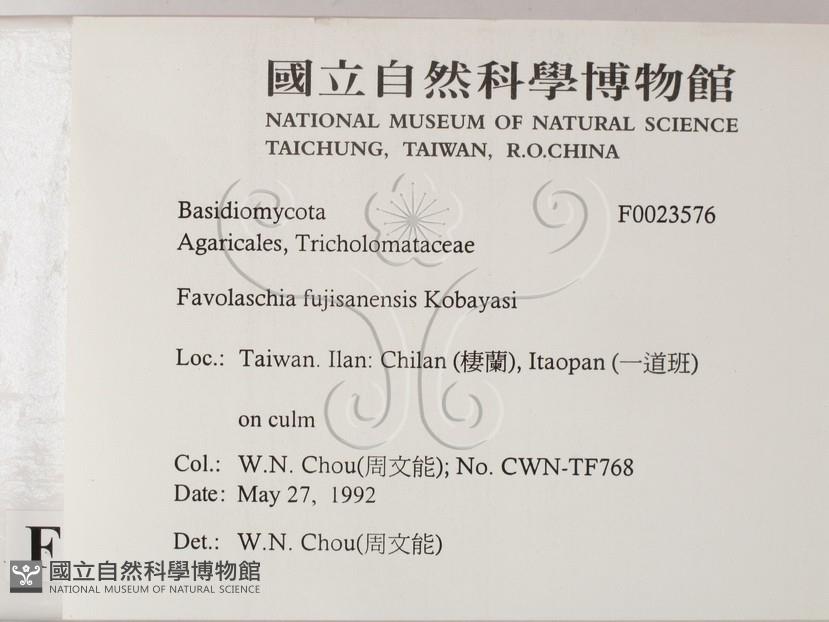 國立自然科學博物館
NATIONAL MUSEUM OF NATURAL SCIENCE
TAICHUNG, TAIWAN, R.O.CHINA
Basidiomycota F0023576
Agaricales, Tricholomataceae
Favolaschia fujisanensis Kobayasi
Loc.: Taiwan. Ilan: Chilan (棲蘭), Itaopan (一道班)
on culm
Col.: W.N. Chou(周文能); No. CWN-TF768
Date: May 27, 1992
Det.: W.N. Chou(周文能)
F
國立自然科學博物館
NATIONAL MUSEUM OF NATURAL SCIENCE